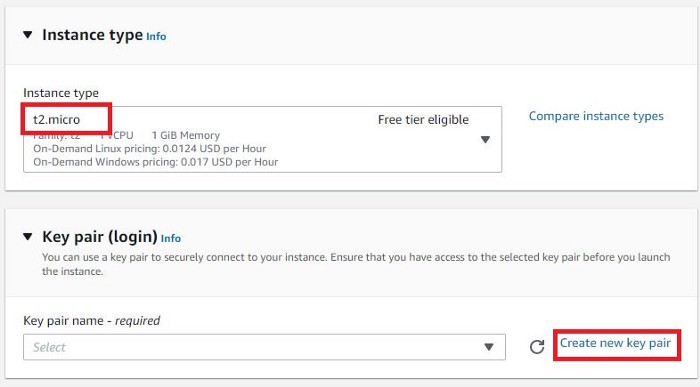 Instance type Info
Instance type
t2.micro Free tier eligible
Family: t2 1 vCPU 1 GiB Memory
On-Demand Linux pricing: 0.0124 USD per Hour
On-Demand Windows pricing: 0.017 USD per Hour
Compare instance types
Key pair (login) Info
You can use a key pair to securely connect to your instance. Ensure that you have access to the selected key pair before you launch
the instance.
Key pair name - required
Select
Create new key pair